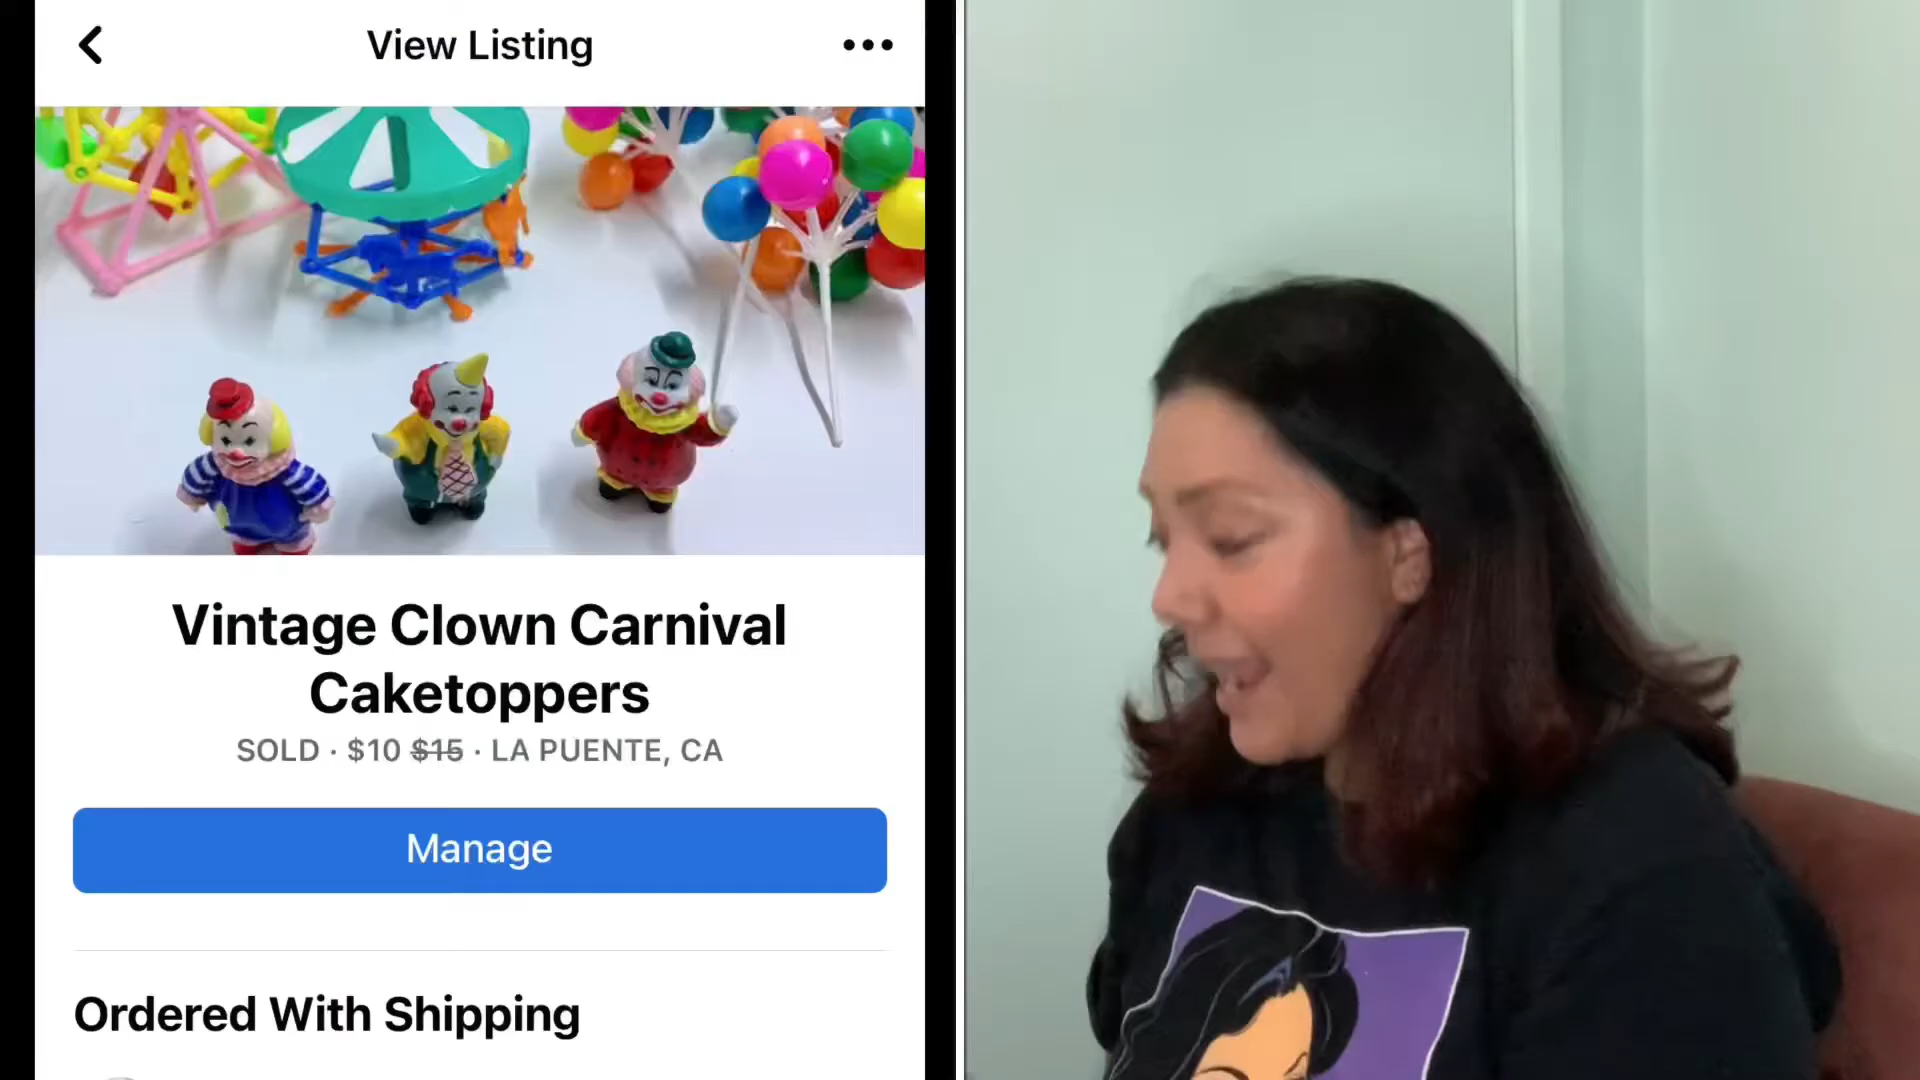 View Listing
Vintage Clown Carnival
Caketoppers
SOLD · $10 $15 · LA PUENTE, CA
Manage
Ordered With Shipping